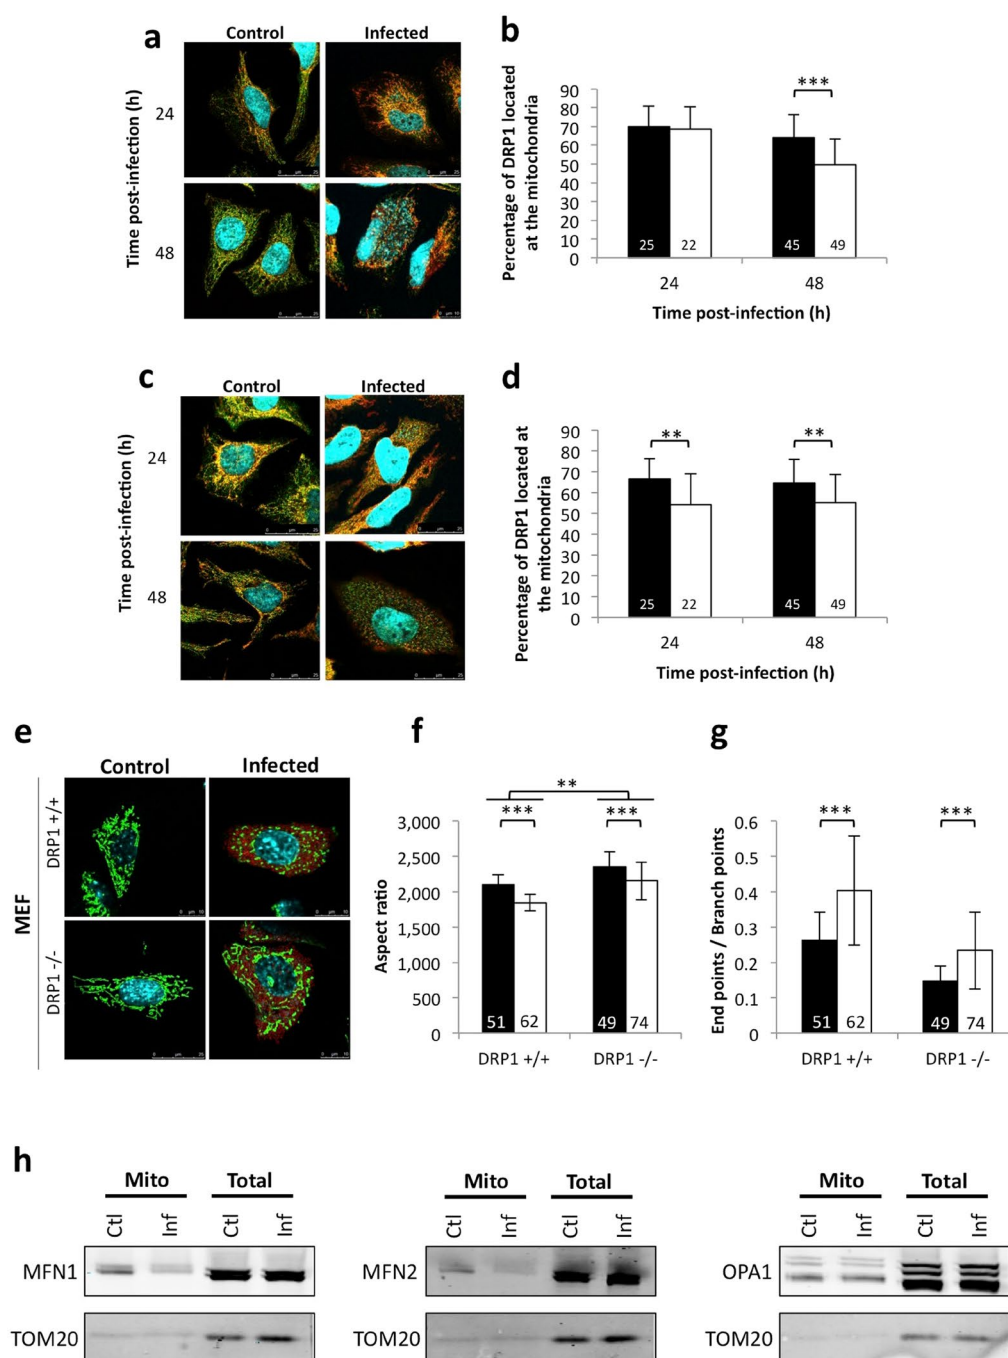 a
Control
Infected
Time post-infection (h)
24
48
b
Percentage of DRP1 located
at the mitochondria
90
80
70
60
50
40
30
20
10
0
***
25
22
45
49
24
48
Time post-infection (h)
c
Control
Infected
Time post-infection (h)
24
48
d
Percentage of DRP1 located at
the mitochondria
90
80
70
60
50
40
30
20
10
0
**
**
25
22
45
49
24
48
Time post-infection (h)
e
Control
Infected
MEF
DRP1 +/+
DRP1 -/-
f
**
***
***
Aspect ratio
3,000
2,500
2,000
1,500
1,000
500
0
51
62
49
74
DRP1 +/+
DRP1 -/-
g
***
***
End points / Branch points
0.6
0.5
0.4
0.3
0.2
0.1
0
51
62
49
74
DRP1 +/+
DRP1 -/-
h
Mito
Total
Ctl
Inf
Ctl
Inf
MFN1
TOM20
Mito
Total
Ctl
Inf
Ctl
Inf
MFN2
TOM20
Mito
Total
Ctl
Inf
Ctl
Inf
OPA1
TOM20